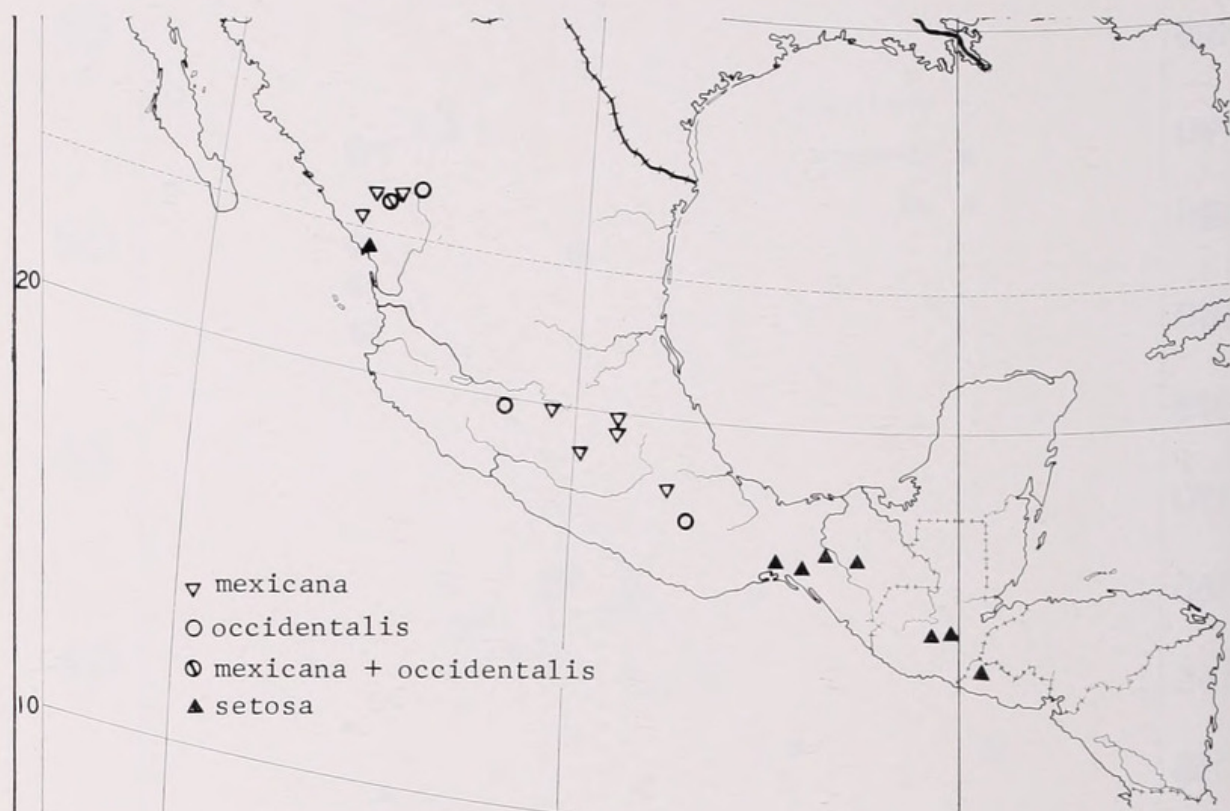 20
mexicana
occidentalis
mexicana + occidentalis
setosa
10